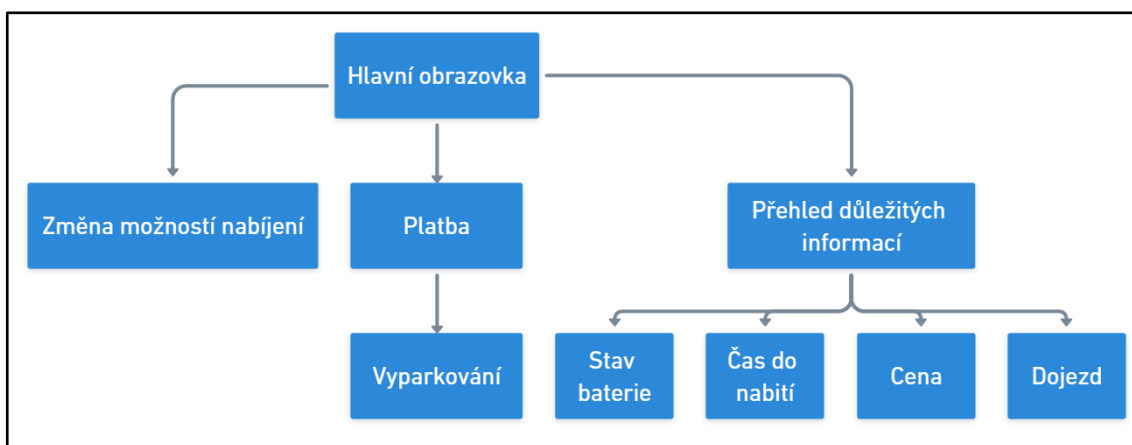 Hlavní obrazovka
Změna možností nabíjení
Platba
Přehled důležitých
informací
Vyparkování
Stav
baterie
Čas do
nabití
Cena
Dojezd